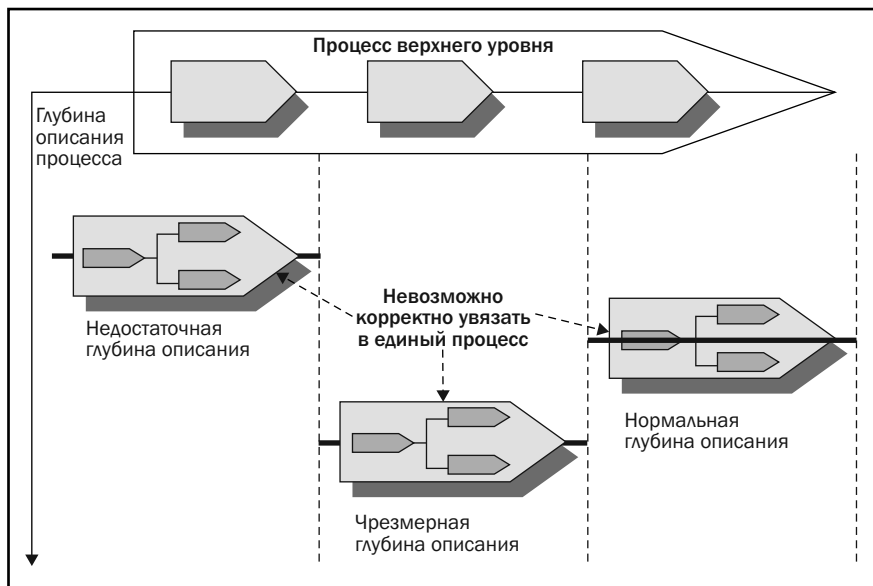 Процесс верхнего уровня
Глубина
описания
процесса
Недостаточная
глубина описания
Невозможно
корректно увязать
в единый процесс
Нормальная
глубина описания
Чрезмерная
глубина описания